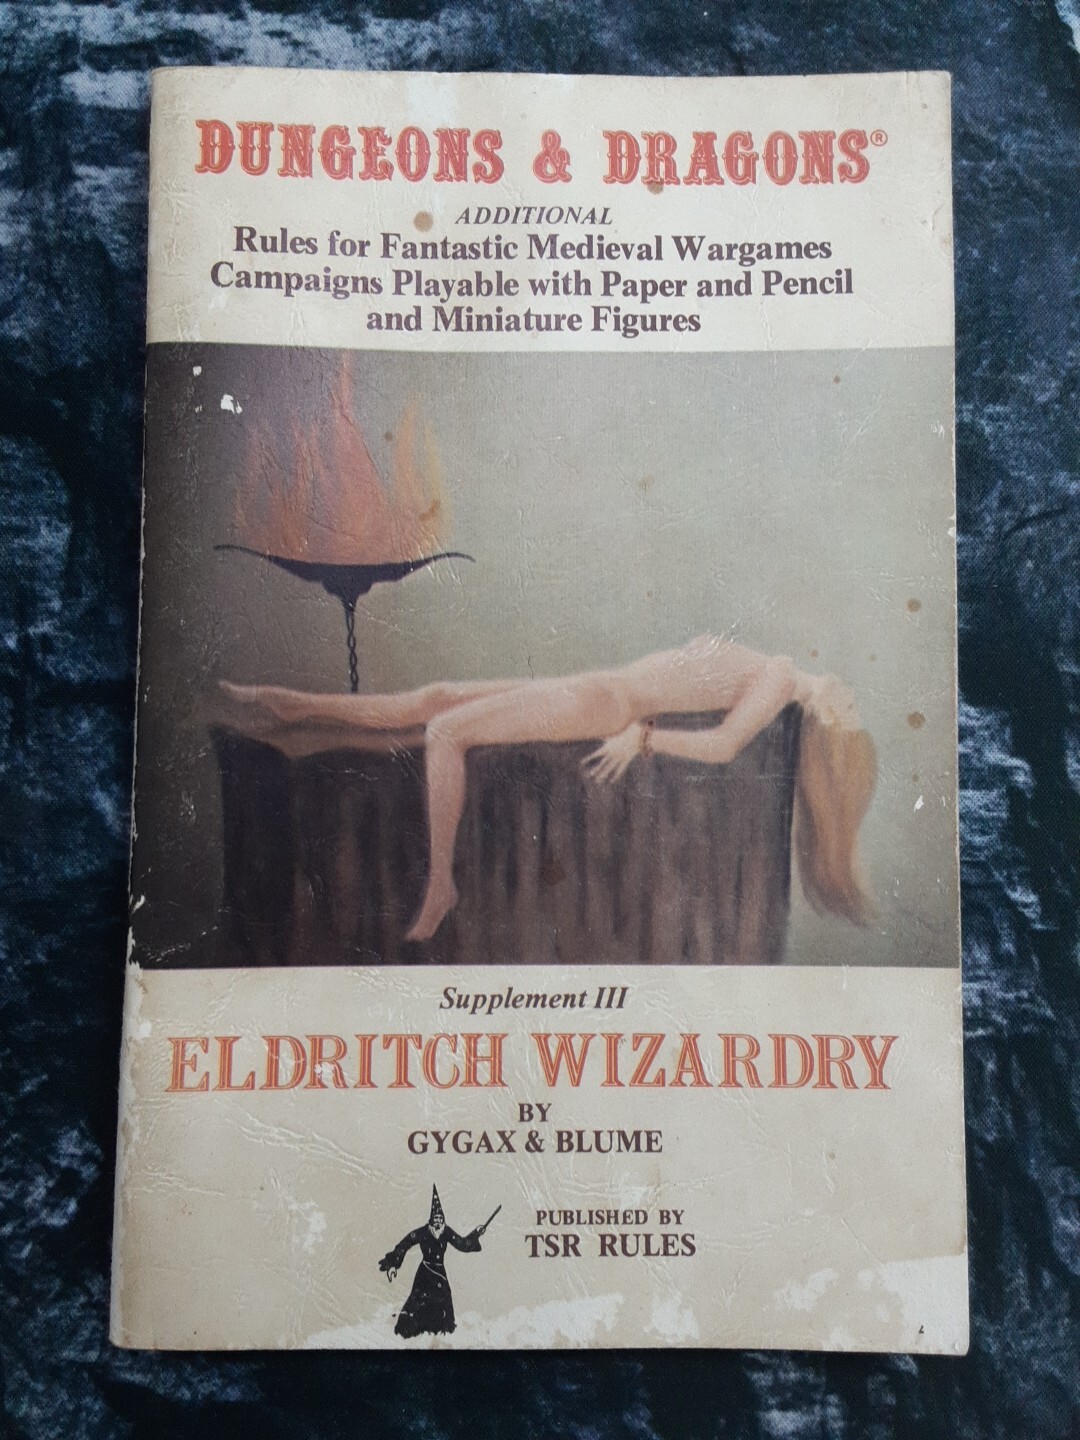 DUNGEONS & DRAGONS®
ADDITIONAL
Rules for Fantastic Medieval Wargames
Campaigns Playable with Paper and Pencil
and Miniature Figures
Supplement III
ELDRITCH WIZARDRY
BY
GYGAX & BLUME
PUBLISHED BY
TSR RULES